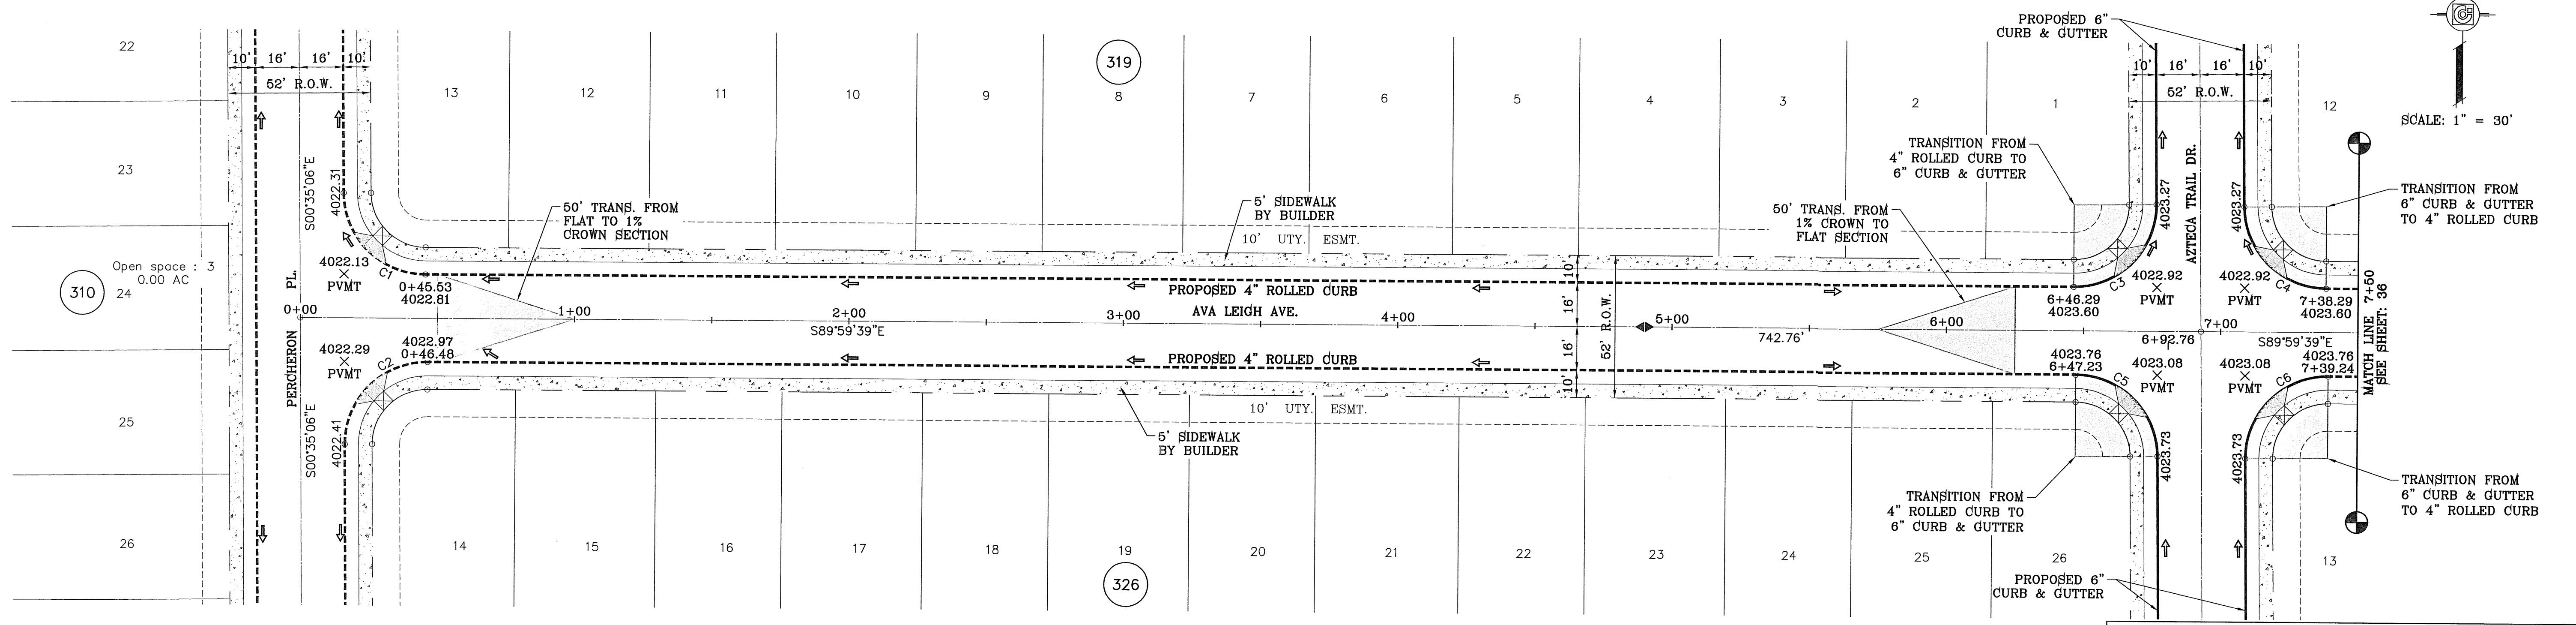 22
23
Open space : 3
0.00 AC
24
310
25
26
10' 16' 16' 10'
52' R.O.W.
S00°35'06"E
4022.31
4022.13
PVMT
C1
0+45.53
4022.81
PERCHERON PL.
0+00
4022.29
PVMT
C2
4022.97
0+46.48
S00°35'06"E
4022.41
50' TRANS. FROM
FLAT TO 1%
CROWN SECTION
13
12
11
10
9
8
7
6
5
4
3
2
1
319
5' SIDEWALK
BY BUILDER
10' UTY. ESMT.
PROPOSED 4" ROLLED CURB
AVA LEIGH AVE.
1+00
2+00
3+00
4+00
5+00
6+00
7+00
S89°59'39"E
742.76'
PROPOSED 4" ROLLED CURB
10' UTY. ESMT.
5' SIDEWALK
BY BUILDER
10'
16'
16'
10'
52' R.O.W.
14
15
16
17
18
19
20
21
22
23
24
25
26
326
50' TRANS. FROM
1% CROWN TO
FLAT SECTION
TRANSITION FROM
4" ROLLED CURB TO
6" CURB & GUTTER
PROPOSED 6"
CURB & GUTTER
10' 16' 16' 10'
52' R.O.W.
AZTECA TRAIL DR.
4023.27
4023.27
C3
4022.92
PVMT
4022.92
PVMT
C4
6+46.29
4023.60
7+38.29
4023.60
6+92.76
S89°59'39"E
4023.76
6+47.23
C5
4023.08
PVMT
4023.08
PVMT
C6
4023.76
7+39.24
4023.73
4023.73
TRANSITION FROM
4" ROLLED CURB TO
6" CURB & GUTTER
PROPOSED 6"
CURB & GUTTER
12
13
MATCH LINE 7+50
SEE SHEET: 36
SCALE: 1" = 30'
TRANSITION FROM
6" CURB & GUTTER
TO 4" ROLLED CURB
TRANSITION FROM
6" CURB & GUTTER
TO 4" ROLLED CURB